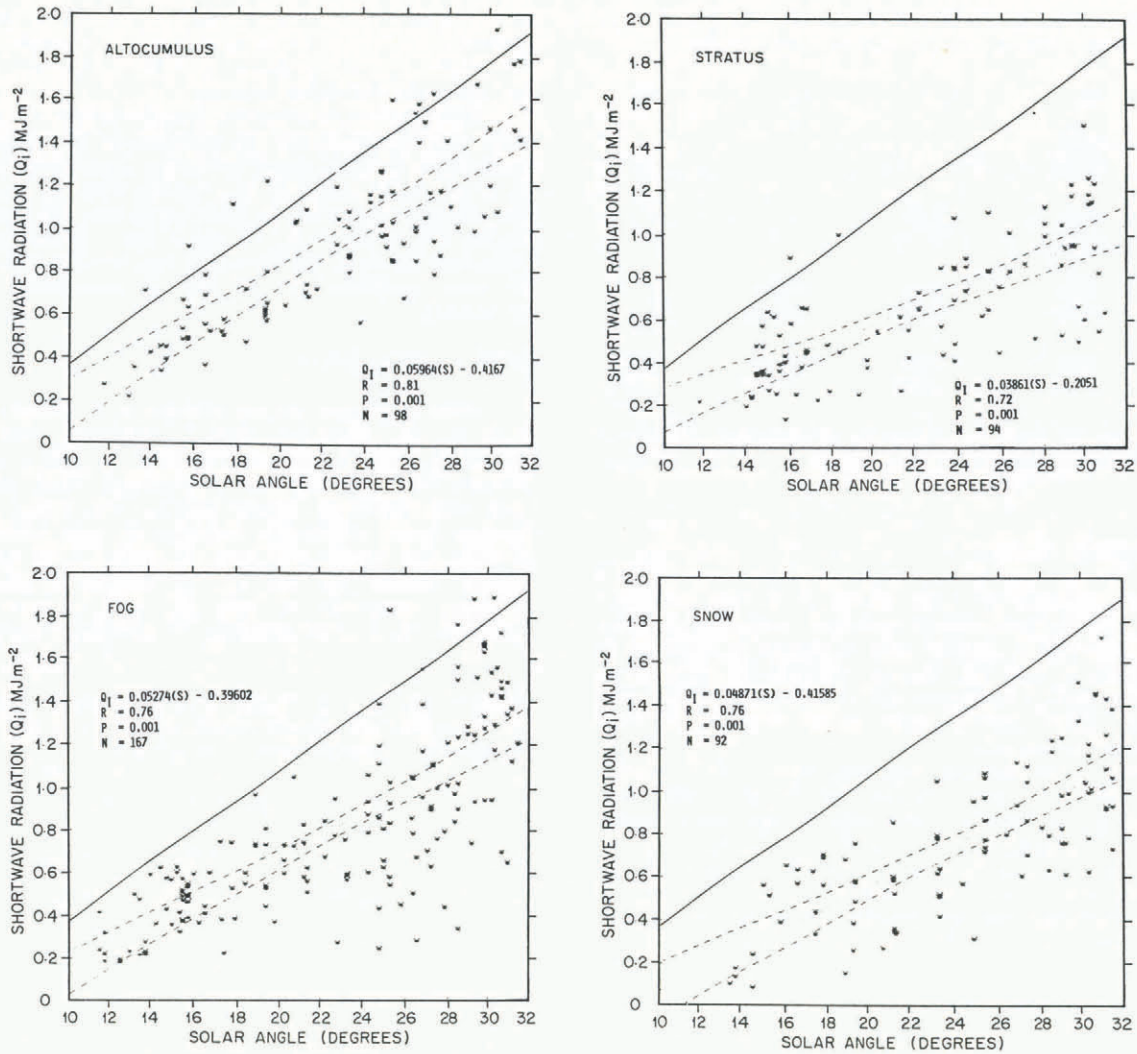 ALTOCUMULUS
SHORTWAVE RADIATION (Qi) MJm-2
2·0
1·8
1·6
1·4
1·2
1·0
0·8
0·6
0·4
0·2
0
QI = 0.05964(S) - 0.4167
R = 0.81
P = 0.001
N = 98
10 12 14 16 18 20 22 24 26 28 30 32
SOLAR ANGLE (DEGREES)
STRATUS
SHORTWAVE RADIATION (Qi) MJm-2
2·0
1·8
1·6
1·4
1·2
1·0
0·8
0·6
0·4
0·2
0
QI = 0.03861(S) - 0.2051
R = 0.72
P = 0.001
N = 94
10 12 14 16 18 20 22 24 26 28 30 32
SOLAR ANGLE (DEGREES)
FOG
SHORTWAVE RADIATION (Qi) MJm-2
2·0
1·8
1·6
1·4
1·2
1·0
0·8
0·6
0·4
0·2
0
QI = 0.05274(S) - 0.39602
R = 0.76
P = 0.001
N = 167
10 12 14 16 18 20 22 24 26 28 30 32
SOLAR ANGLE (DEGREES)
SNOW
SHORTWAVE RADIATION (Qi) MJm-2
2·0
1·8
1·6
1·4
1·2
1·0
0·8
0·6
0·4
0·2
0
QI = 0.04871(S) - 0.41585
R = 0.76
P = 0.001
N = 92
10 12 14 16 18 20 22 24 26 28 30 32
SOLAR ANGLE (DEGREES)